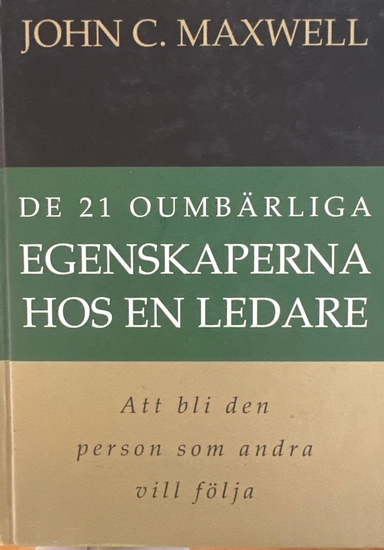 JOHN C. MAXWELL
DE 21 OUMBÄRLIGA
EGENSKAPERNA
HOS EN LEDARE
Att bli den
person som andra
vill följa